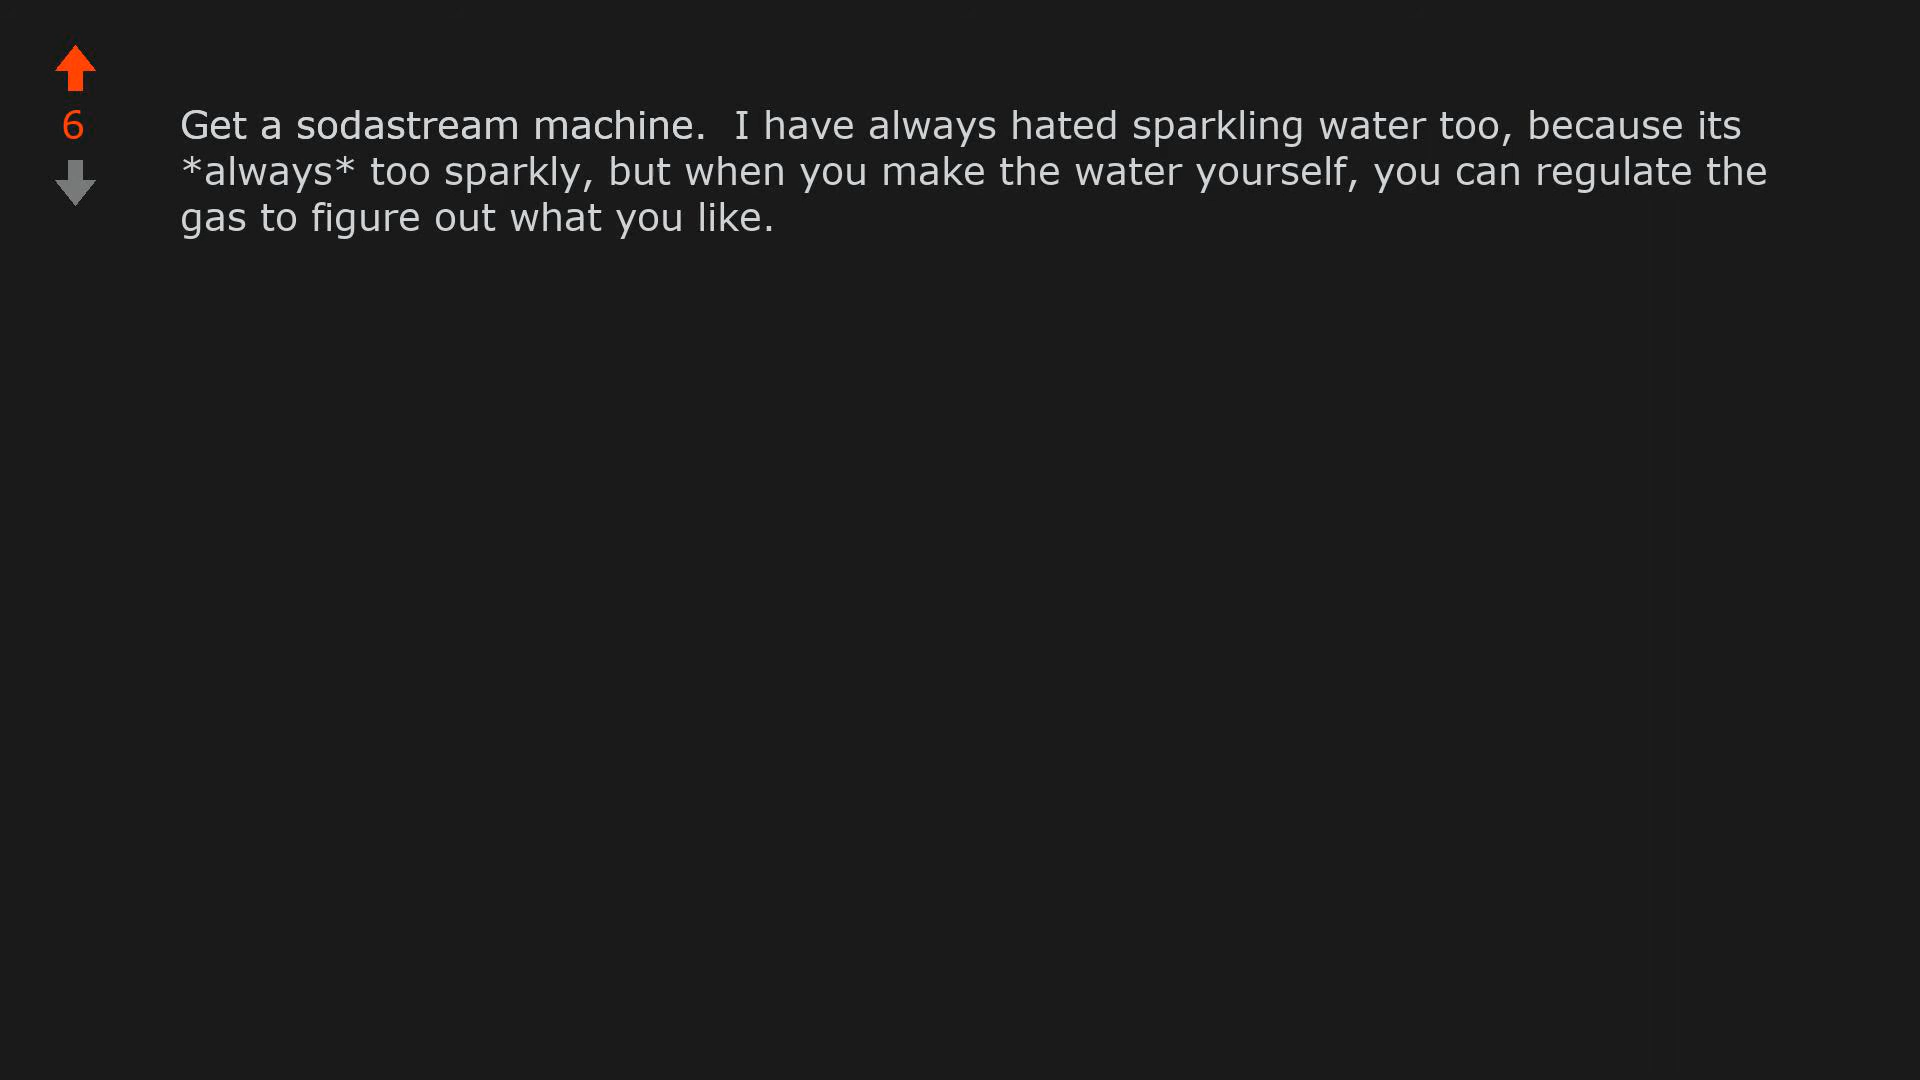 6
Get a sodastream machine.  I have always hated sparkling water too, because its
*always* too sparkly, but when you make the water yourself, you can regulate the
gas to figure out what you like.